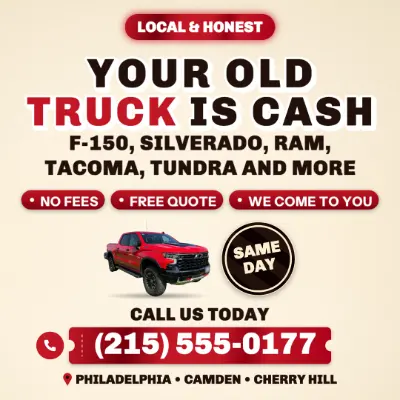 LOCAL & HONEST
YOUR OLD
TRUCK IS CASH
F-150, SILVERADO, RAM,
TACOMA, TUNDRA AND MORE
• NO FEES • FREE QUOTE • WE COME TO YOU
SAME
DAY
CALL US TODAY
(215) 555-0177
PHILADELPHIA • CAMDEN • CHERRY HILL